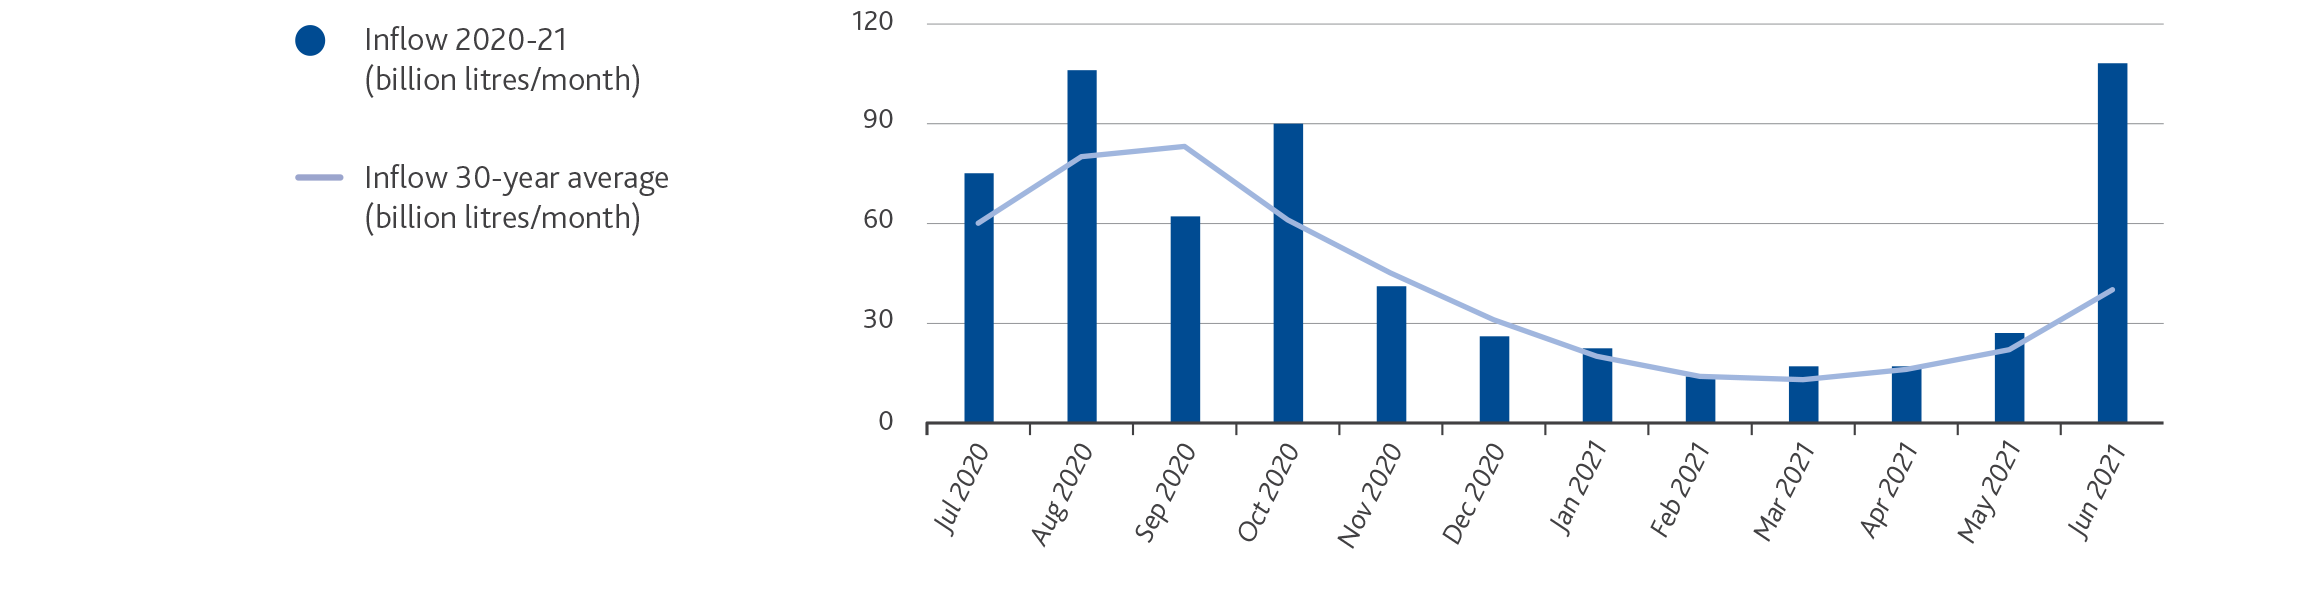 Inflow 2020-21
(billion litres/month)
Inflow 30-year average
(billion litres/month)
120
90
60
30
0
Jul 2020
Aug 2020
Sep 2020
Oct 2020
Nov 2020
Dec 2020
Jan 2021
Feb 2021
Mar 2021
Apr 2021
May 2021
Jun 2021